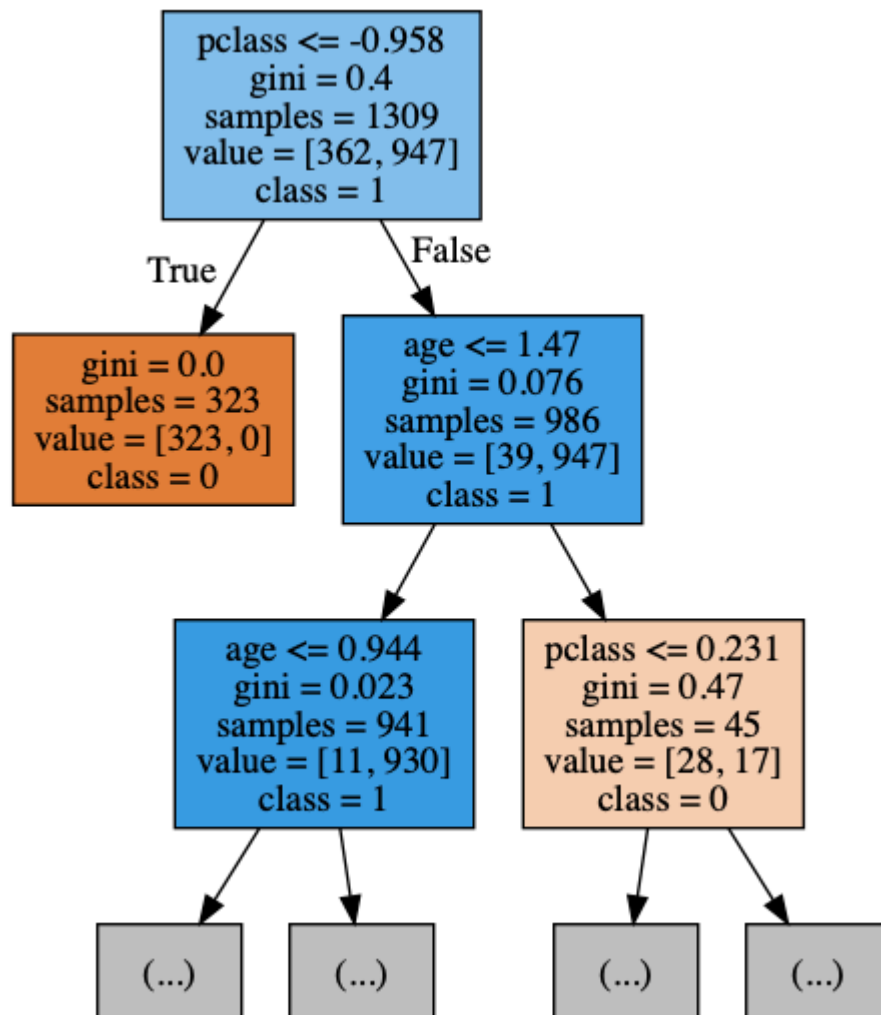 pclass <= -0.958
gini = 0.4
samples = 1309
value = [362, 947]
class = 1
True
False
gini = 0.0
samples = 323
value = [323, 0]
class = 0
age <= 1.47
gini = 0.076
samples = 986
value = [39, 947]
class = 1
age <= 0.944
gini = 0.023
samples = 941
value = [11, 930]
class = 1
pclass <= 0.231
gini = 0.47
samples = 45
value = [28, 17]
class = 0
(...)
(...)
(...)
(...)